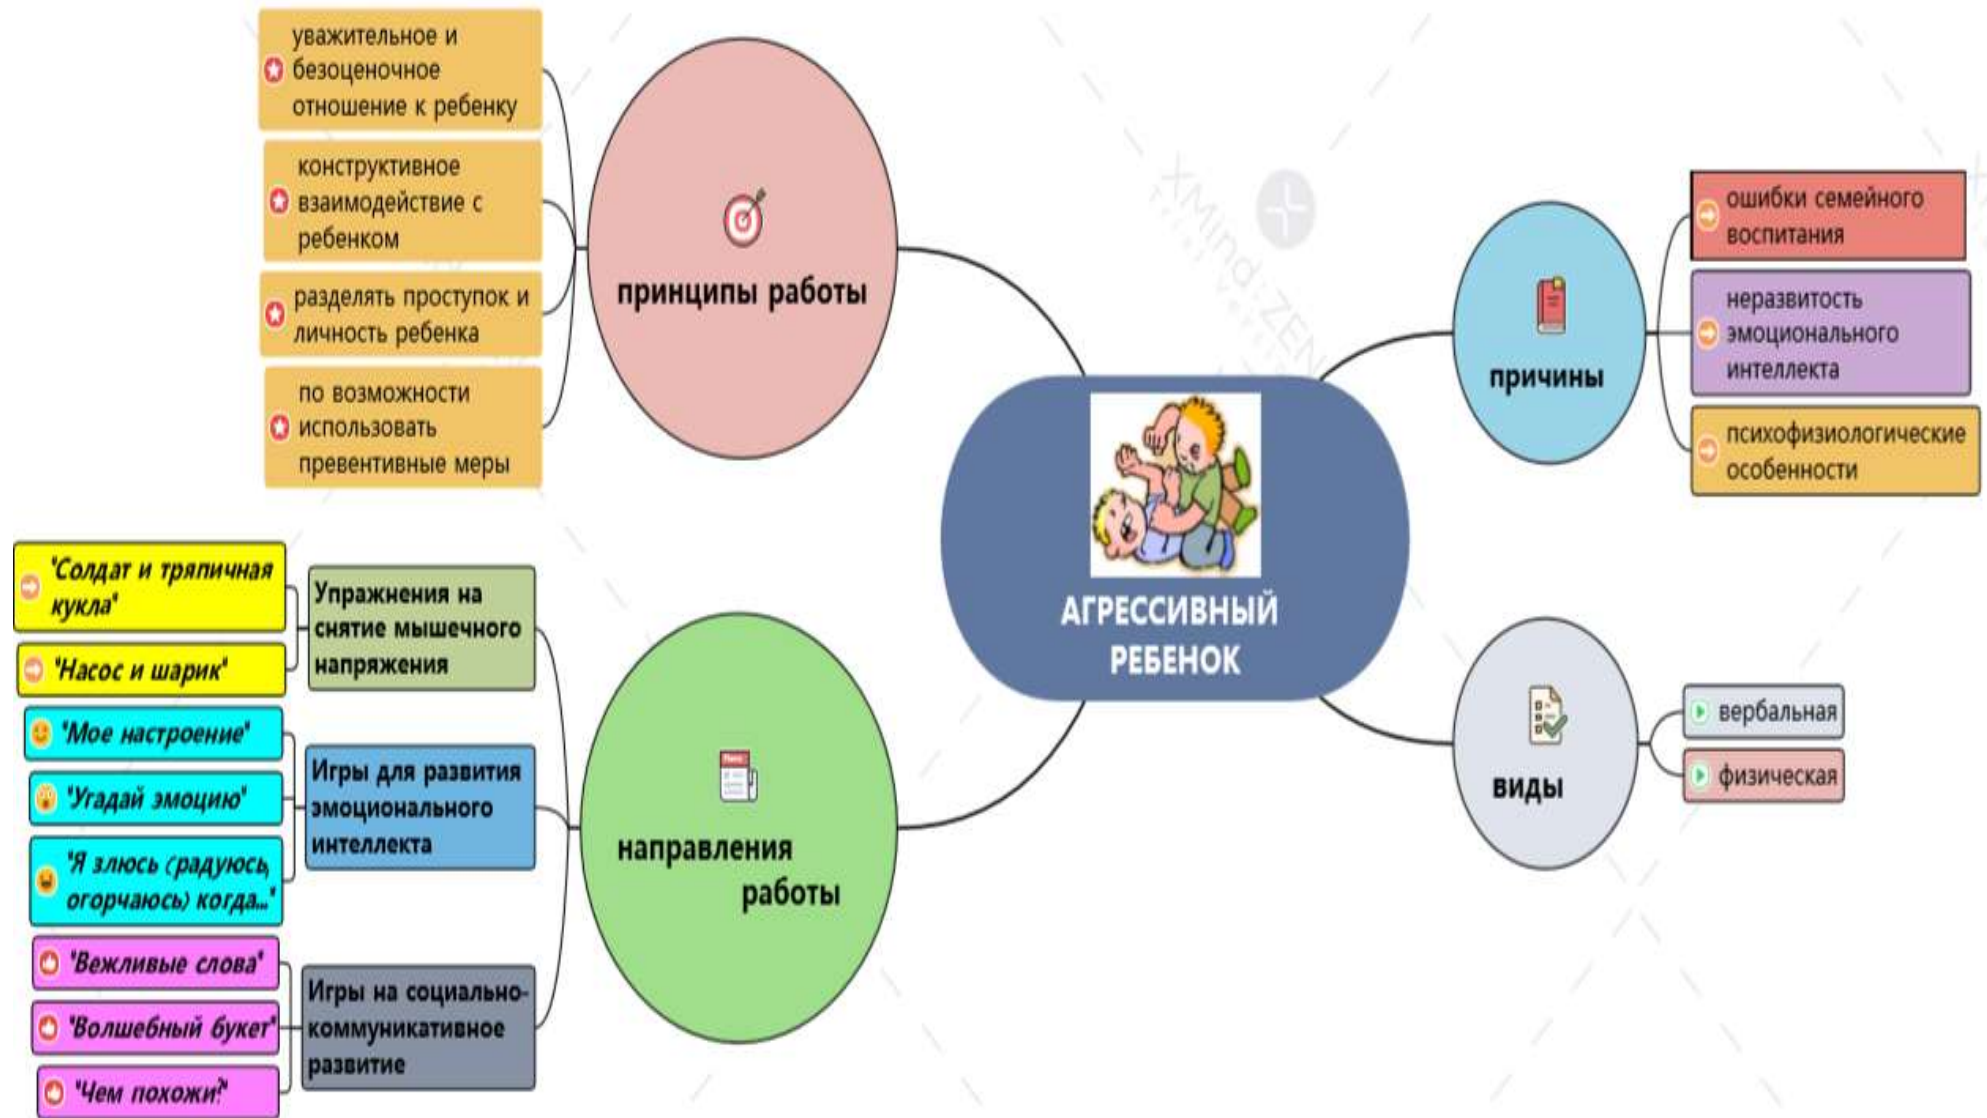 уважительное и
безоценочное
отношение к ребенку
конструктивное
взаимодействие с
ребенком
разделять проступок и
личность ребенка
по возможности
использовать
превентивные меры
принципы работы
"Солдат и тряпичная
кукла"
"Насос и шарик"
Упражнения на
снятие мышечного
напряжения
"Мое настроение"
"Угадай эмоцию"
"Я злюсь (радуюсь,
огорчаюсь) когда..."
Игры для развития
эмоционального
интеллекта
"Вежливые слова"
"Волшебный букет"
"Чем похожи?"
Игры на социально-
коммуникативное
развитие
направления
работы
АГРЕССИВНЫЙ
РЕБЕНОК
причины
ошибки семейного
воспитания
неразвитость
эмоционального
интеллекта
психофизиологические
особенности
виды
вербальная
физическая
XMind:ZEN